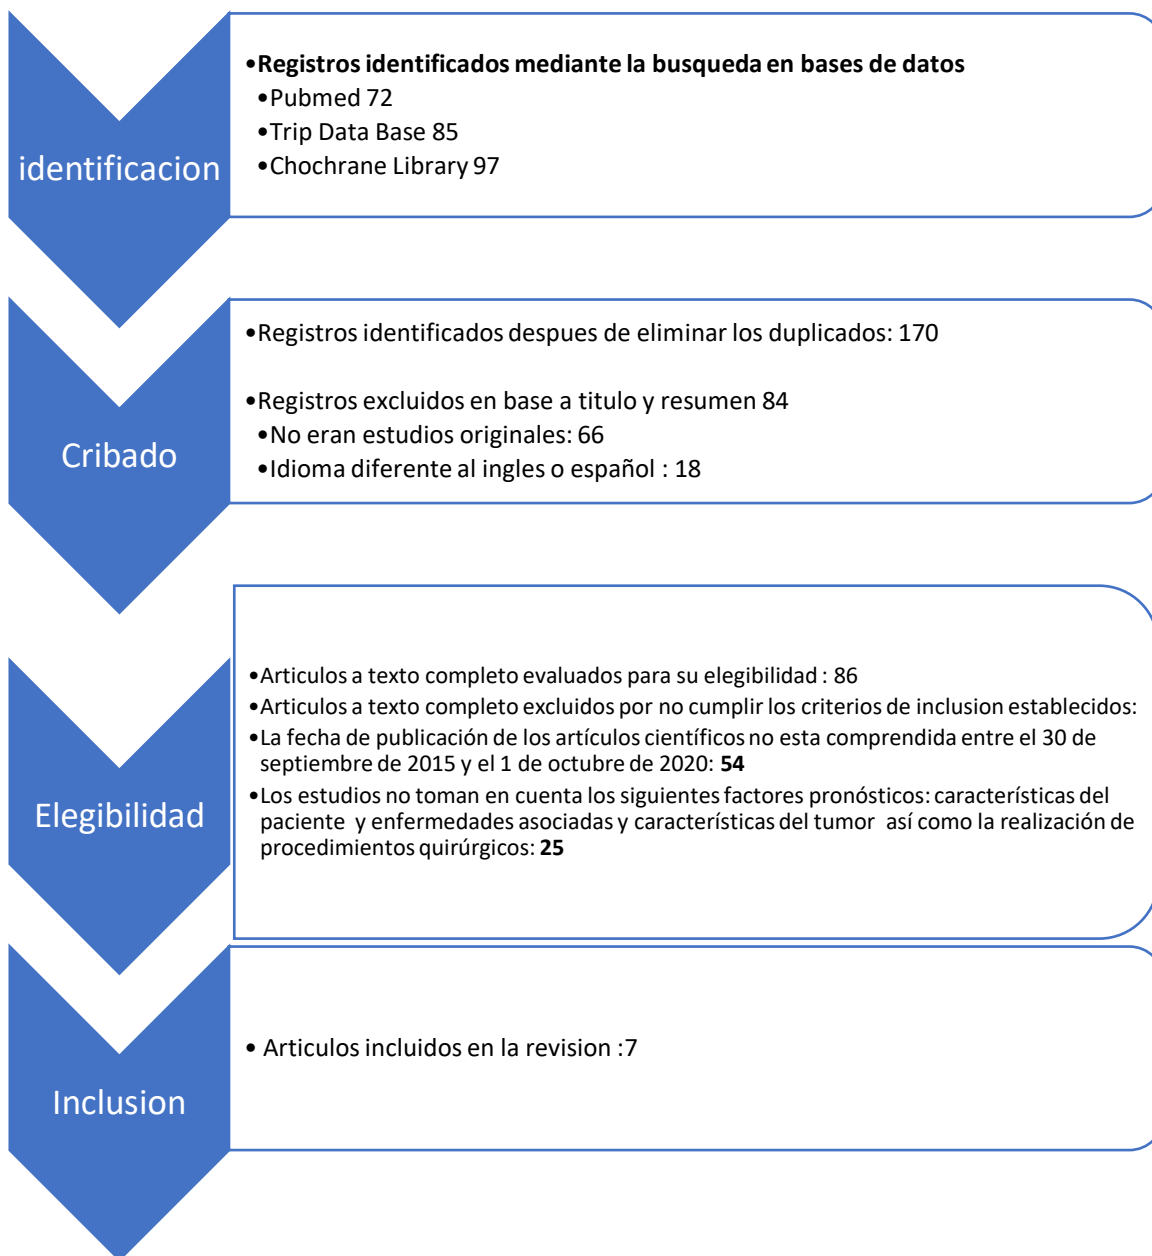 identificacion
•Registros identificados mediante la busqueda en bases de datos
•Pubmed 72
•Trip Data Base 85
•Chochrane Library 97
Cribado
•Registros identificados despues de eliminar los duplicados: 170
•Registros excluidos en base a titulo y resumen 84
•No eran estudios originales: 66
•Idioma diferente al ingles o español : 18
Elegibilidad
•Articulos a texto completo evaluados para su elegibilidad : 86
•Articulos a texto completo excluidos por no cumplir los criterios de inclusion establecidos:
•La fecha de publicación de los artículos científicos no esta comprendida entre el 30 de
septiembre de 2015 y el 1 de octubre de 2020: 54
•Los estudios no toman en cuenta los siguientes factores pronósticos: características del
paciente y enfermedades asociadas y características del tumor así como la realización de
procedimientos quirúrgicos: 25
Inclusion
• Articulos incluidos en la revision :7